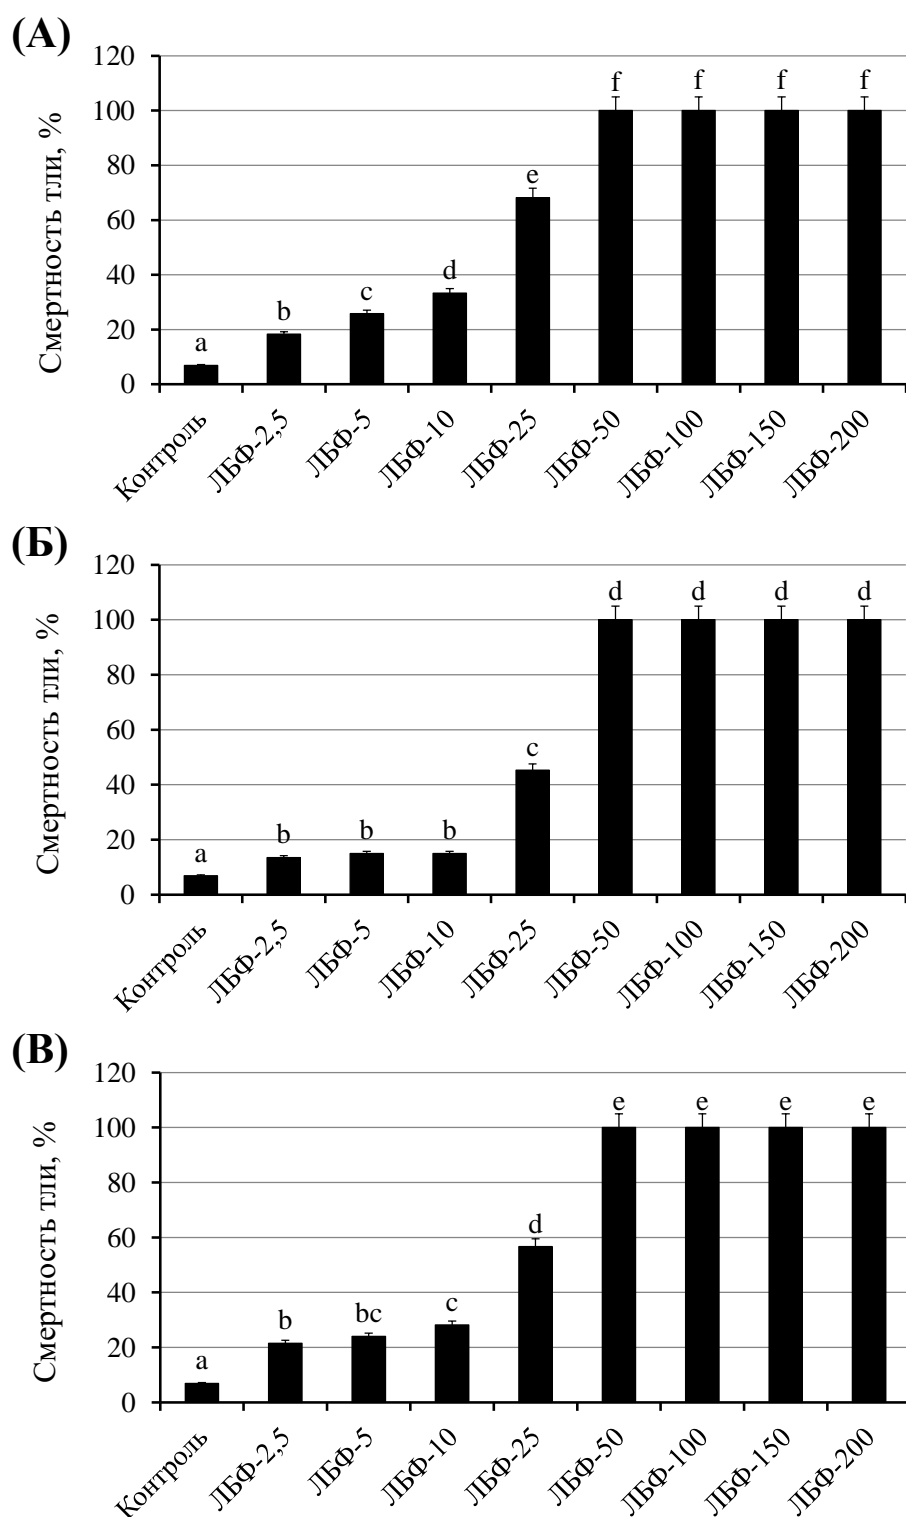 (А)
Смертность тли, %
120
100
80
60
40
20
0
a
b
c
d
e
f
f
f
f
Контроль
ЛБФ-2,5
ЛБФ-5
ЛБФ-10
ЛБФ-25
ЛБФ-50
ЛБФ-100
ЛБФ-150
ЛБФ-200
(Б)
Смертность тли, %
120
100
80
60
40
20
0
a
b
b
b
c
d
d
d
d
Контроль
ЛБФ-2,5
ЛБФ-5
ЛБФ-10
ЛБФ-25
ЛБФ-50
ЛБФ-100
ЛБФ-150
ЛБФ-200
(В)
Смертность тли, %
120
100
80
60
40
20
0
a
b
bc
c
d
e
e
e
e
Контроль
ЛБФ-2,5
ЛБФ-5
ЛБФ-10
ЛБФ-25
ЛБФ-50
ЛБФ-100
ЛБФ-150
ЛБФ-200